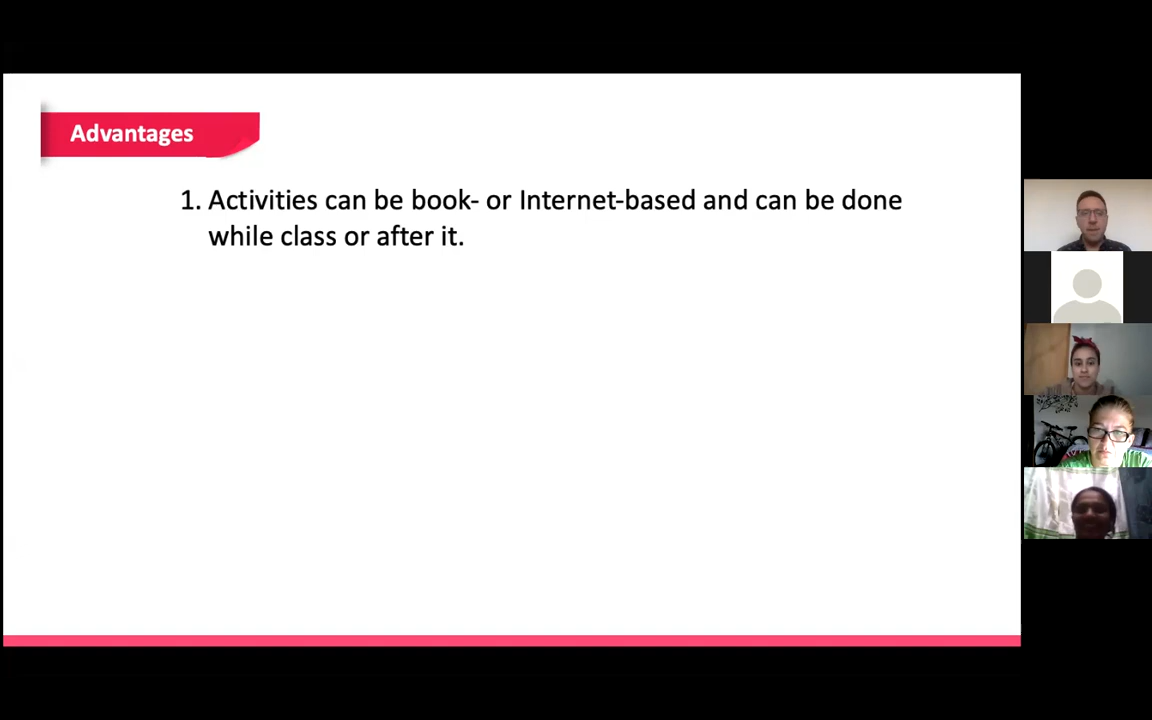 Advantages
1. Activities can be book- or Internet-based and can be done
while class or after it.